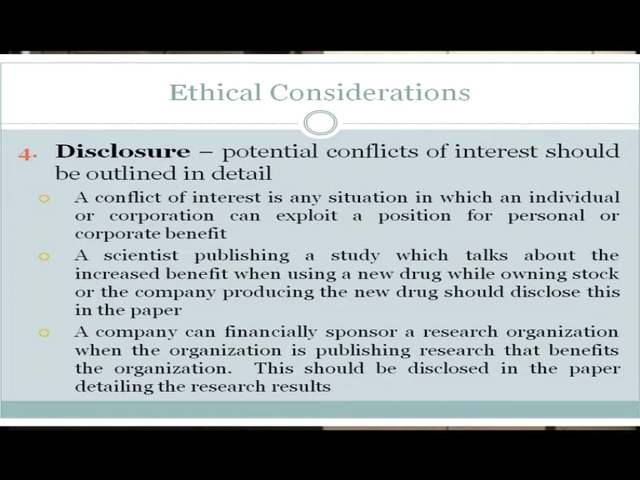 Ethical Considerations
4. Disclosure – potential conflicts of interest should
be outlined in detail
A conflict of interest is any situation in which an individual
or corporation can exploit a position for personal or
corporate benefit
A scientist publishing a study which talks about the
increased benefit when using a new drug while owning stock
or the company producing the new drug should disclose this
in the paper
A company can financially sponsor a research organization
when the organization is publishing research that benefits
the organization. This should be disclosed in the paper
detailing the research results